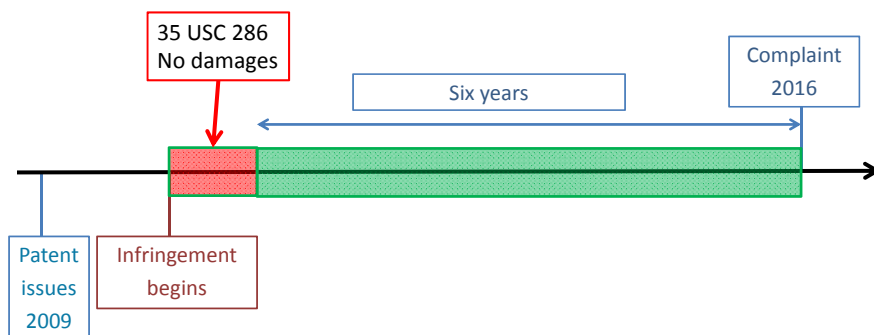 35 USC 286
No damages
Six years
Complaint
2016
Patent
issues
2009
Infringement
begins